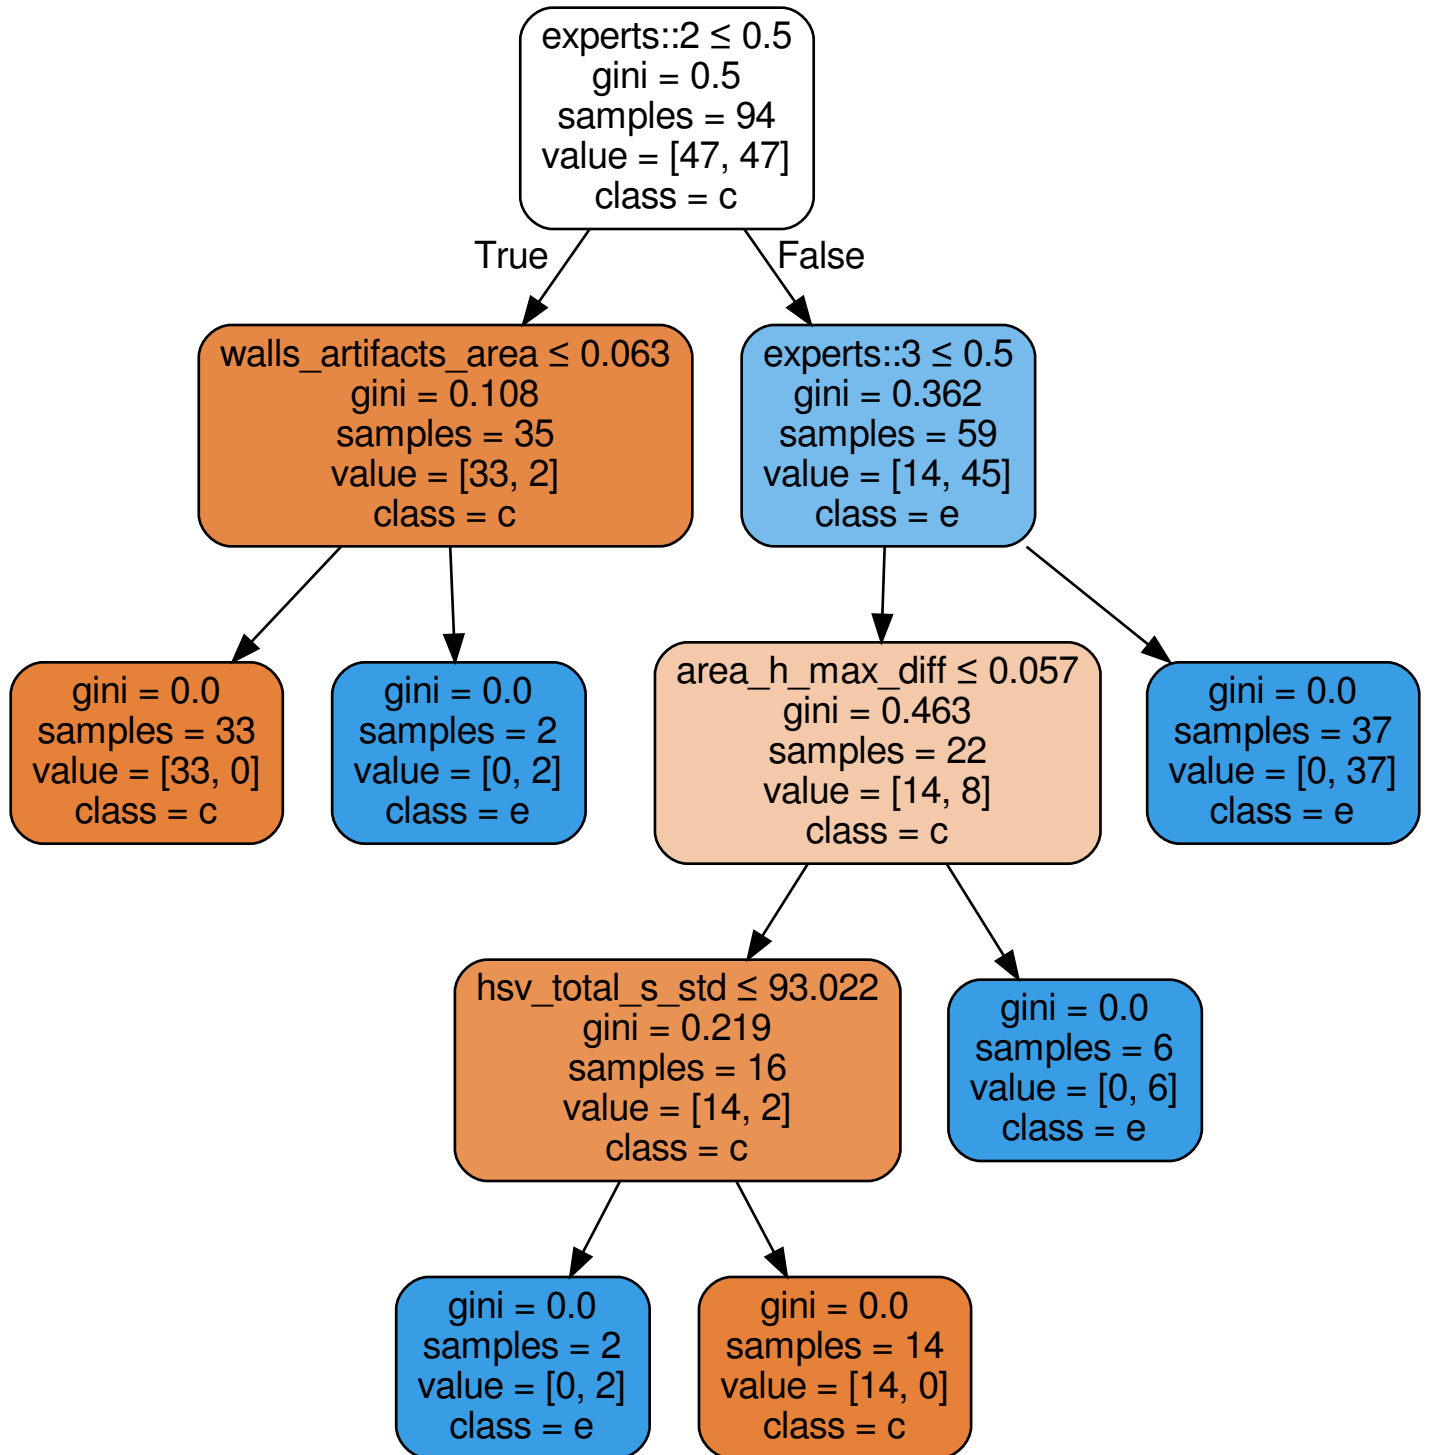 experts::2 ≤ 0.5
gini = 0.5
samples = 94
value = [47, 47]
class = c
True
False
walls_artifacts_area ≤ 0.063
gini = 0.108
samples = 35
value = [33, 2]
class = c
experts::3 ≤ 0.5
gini = 0.362
samples = 59
value = [14, 45]
class = e
gini = 0.0
samples = 33
value = [33, 0]
class = c
gini = 0.0
samples = 2
value = [0, 2]
class = e
area_h_max_diff ≤ 0.057
gini = 0.463
samples = 22
value = [14, 8]
class = c
gini = 0.0
samples = 37
value = [0, 37]
class = e
hsv_total_s_std ≤ 93.022
gini = 0.219
samples = 16
value = [14, 2]
class = c
gini = 0.0
samples = 6
value = [0, 6]
class = e
gini = 0.0
samples = 2
value = [0, 2]
class = e
gini = 0.0
samples = 14
value = [14, 0]
class = c